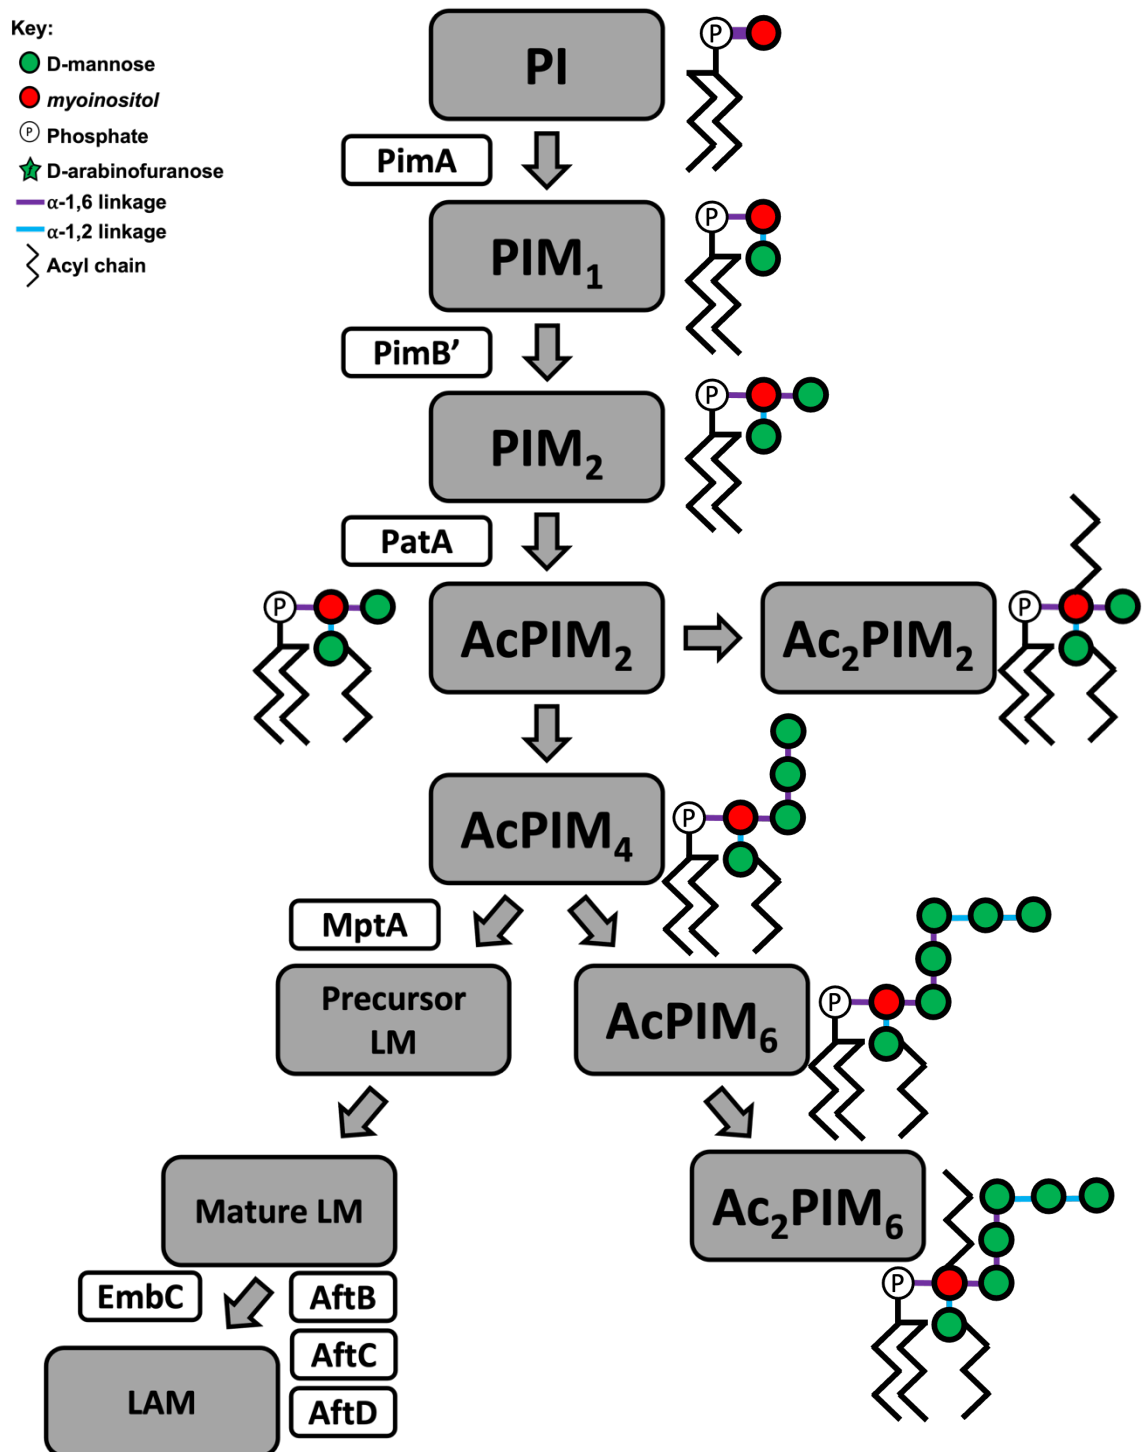 Key:
D-mannose
myoinositol
P Phosphate
f D-arabinofuranose
α-1,6 linkage
α-1,2 linkage
Acyl chain
PI
P
PimA
PIM₁
P
PimB’
PIM₂
P
PatA
P
AcPIM₂
Ac₂PIM₂
P
AcPIM₄
P
MptA
Precursor
LM
AcPIM₆
P
Mature LM
Ac₂PIM₆
P
EmbC
AftB
AftC
AftD
LAM